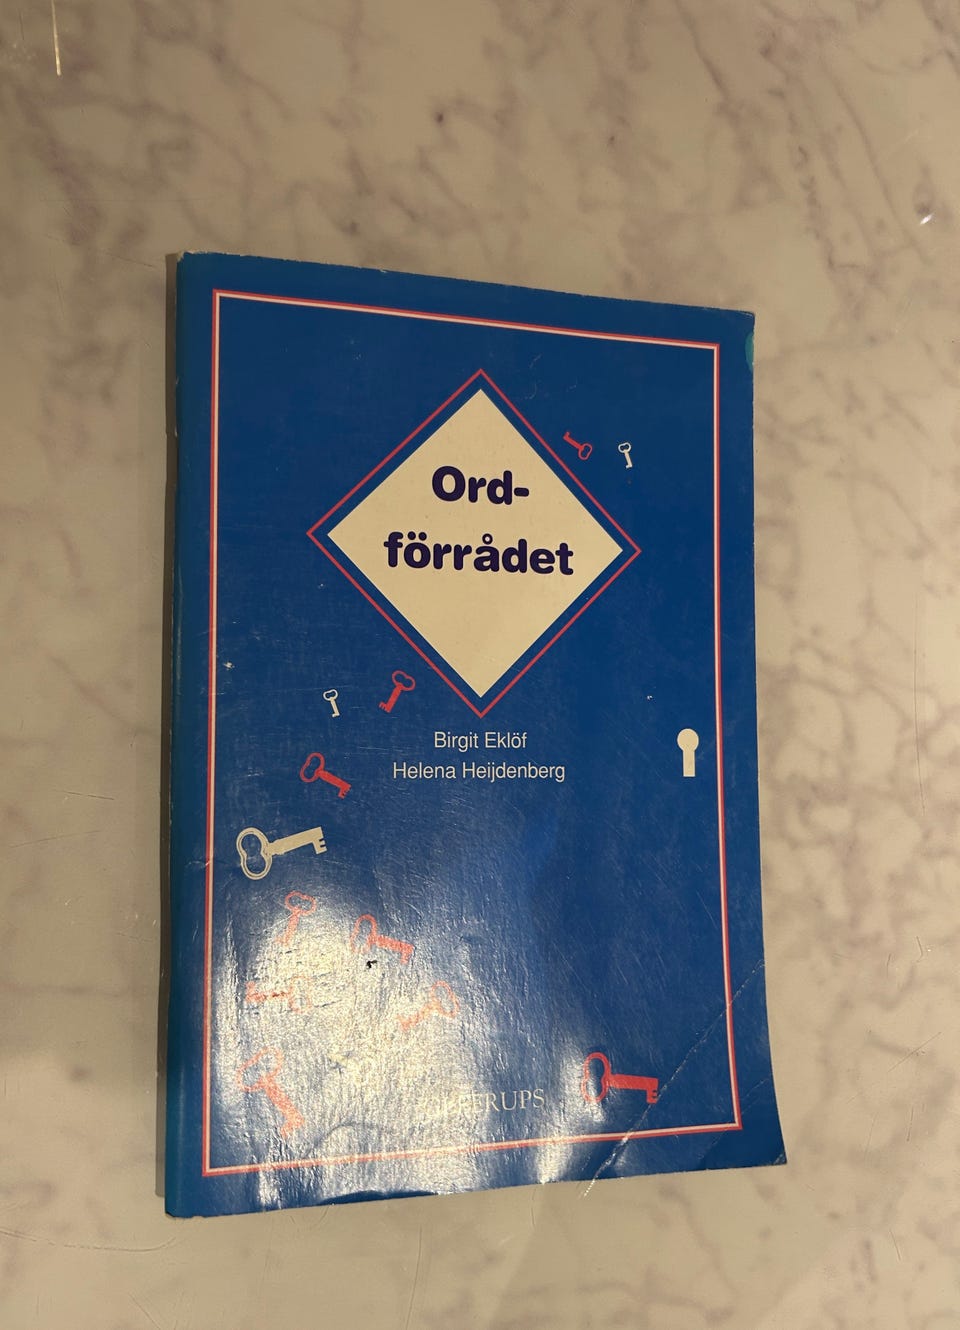 Ord-
förrådet
Birgit Eklöf
Helena Heijdenberg